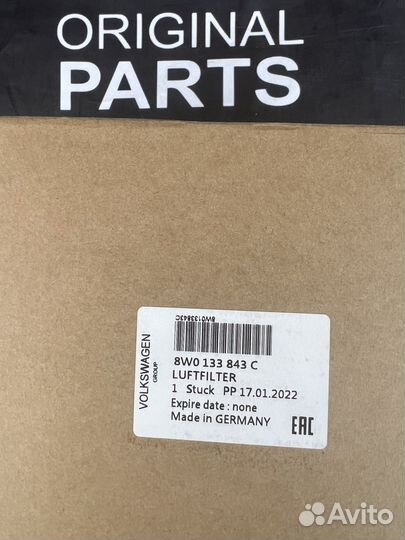 ORIGINAL
PARTS
VOLKSWAGEN
GROUP
8W0133843C
8W0 133 843 C
LUFTFILTER
1 Stuck PP 17.01.2022
Expire date : none
Made in GERMANY
EAC
Avito